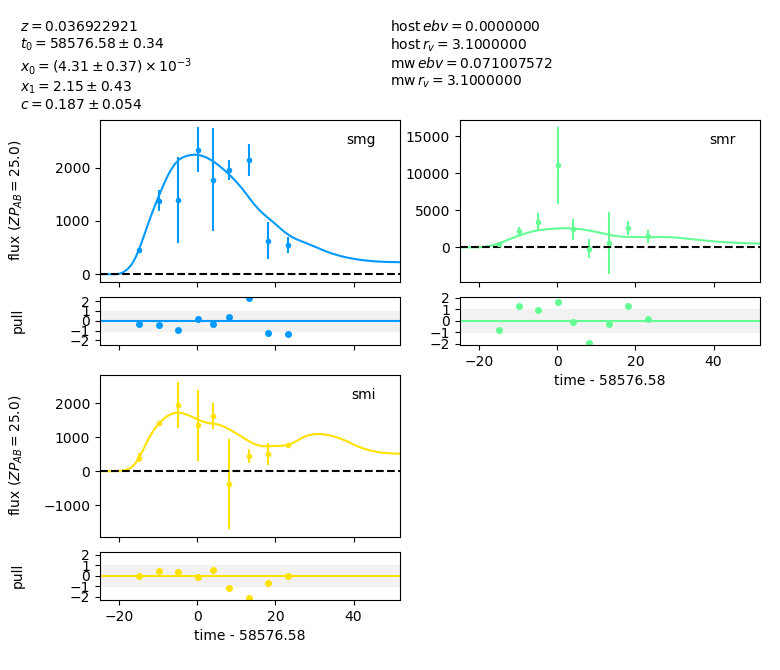 z = 0.036922921
t₀ = 58576.58 ± 0.34
x₀ = (4.31 ± 0.37) × 10⁻³
x₁ = 2.15 ± 0.43
c = 0.187 ± 0.054
host ebv = 0.0000000
host r_v = 3.1000000
mw ebv = 0.071007572
mw r_v = 3.1000000
smg
flux (ZP_AB = 25.0)
2000
1000
0
pull
2
1
0
−1
−2
smr
15000
10000
5000
0
2
1
0
−1
−2
−20 0 20 40
time - 58576.58
smi
flux (ZP_AB = 25.0)
2000
1000
0
−1000
pull
2
1
0
−1
−2
−20 0 20 40
time - 58576.58